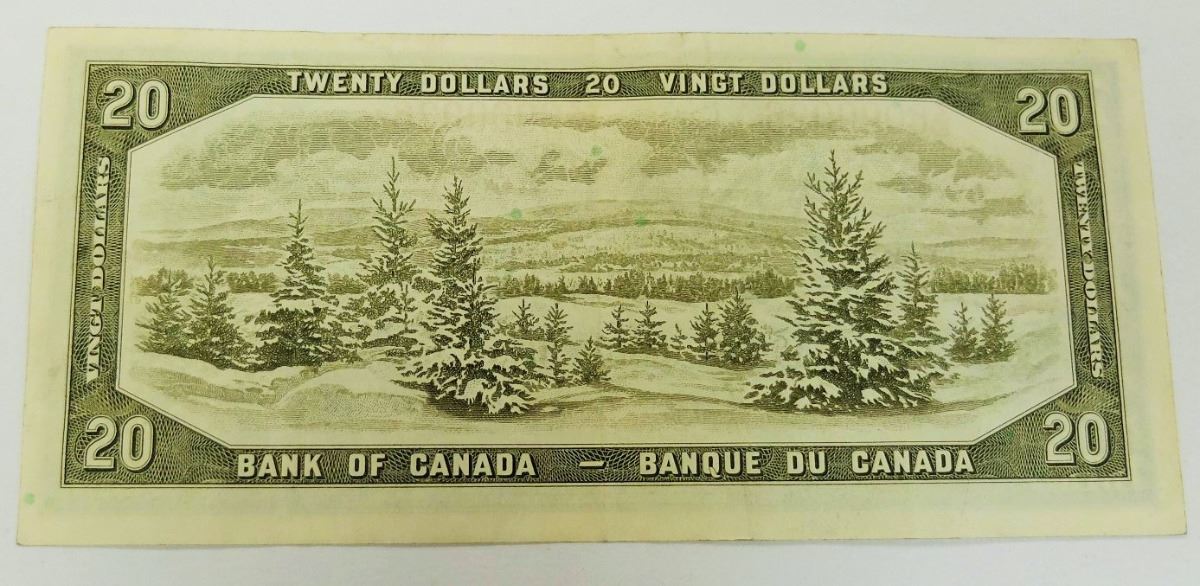 TWENTY DOLLARS 20 VINGT DOLLARS
20
20
VINGT DOLLARS
TWENTY DOLLARS
20
20
BANK OF CANADA — BANQUE DU CANADA